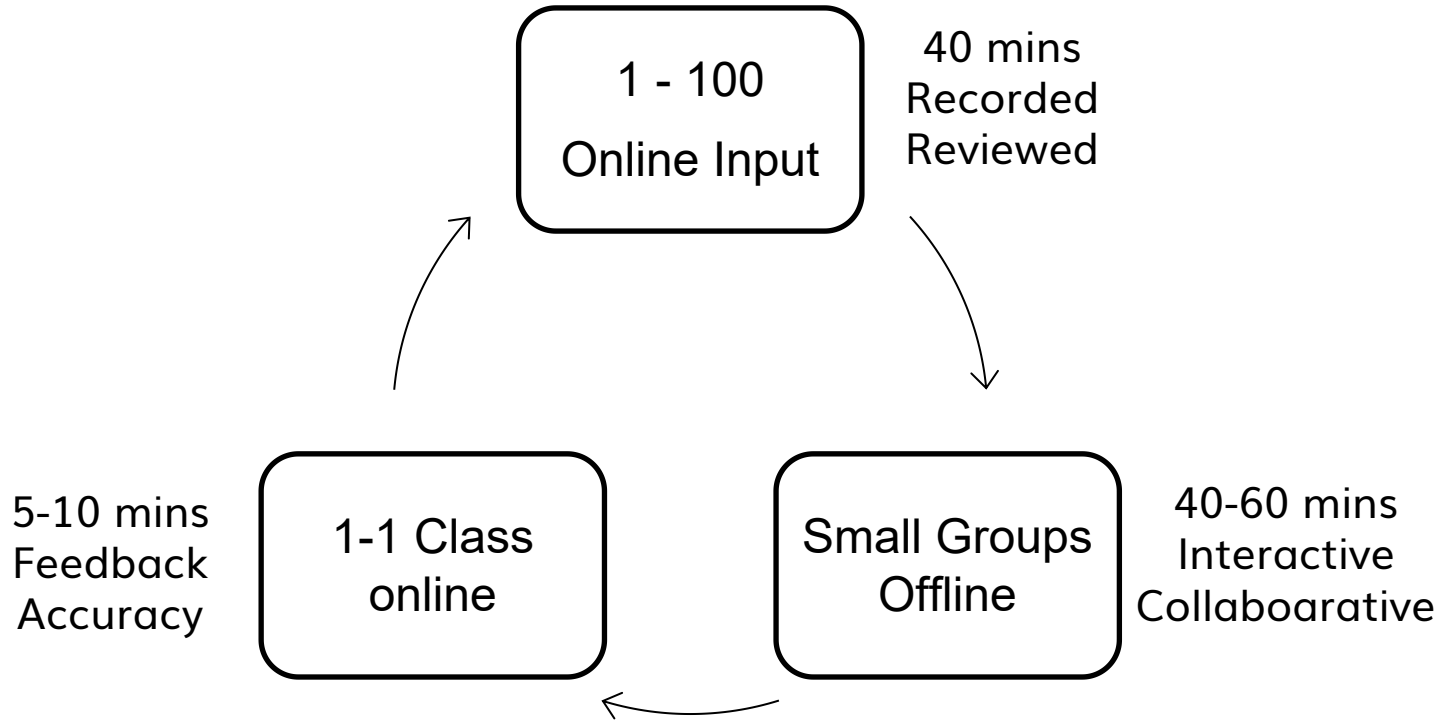 1 - 100
Online Input
40 mins
Recorded
Reviewed
5-10 mins
Feedback
Accuracy
1-1 Class
online
Small Groups
Offline
40-60 mins
Interactive
Collaboarative